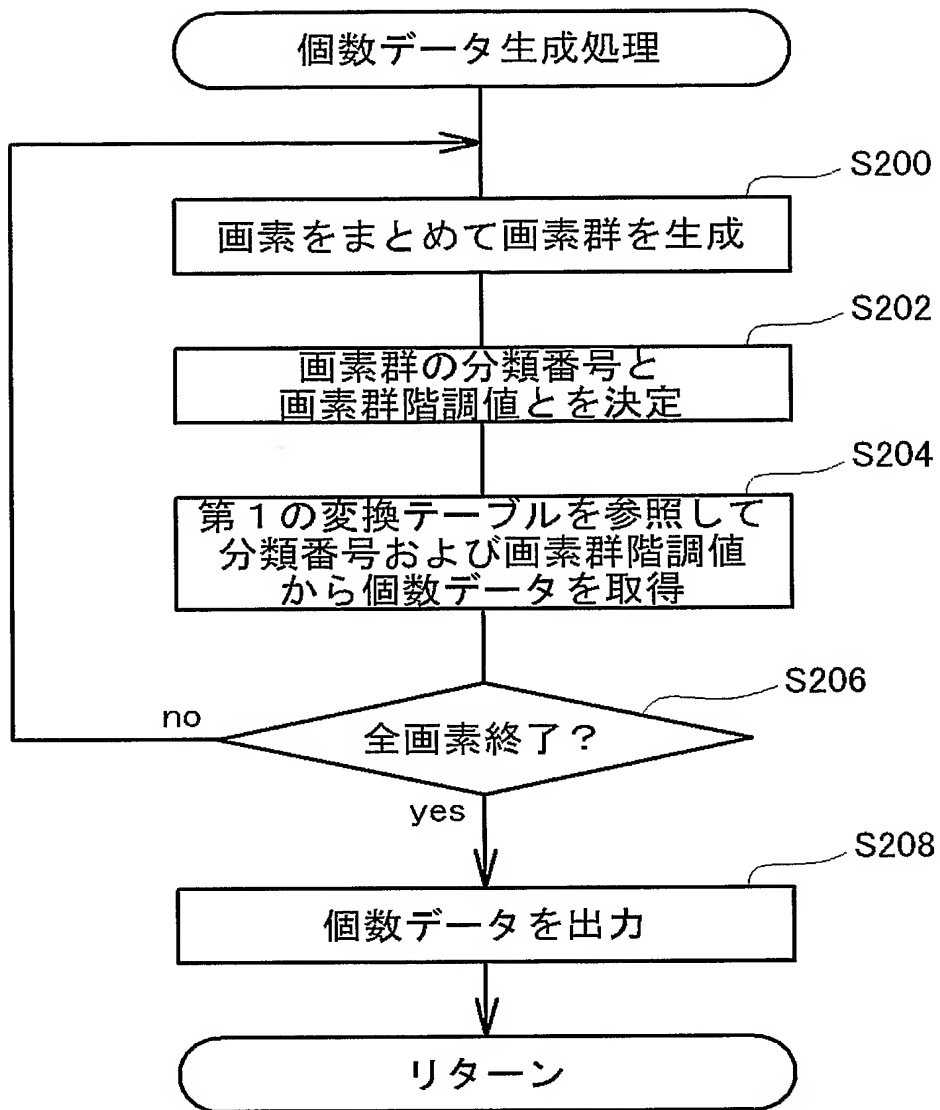 個数データ生成処理
S200
画素をまとめて画素群を生成
S202
画素群の分類番号と
画素群階調値とを決定
S204
第1の変換テーブルを参照して
分類番号および画素群階調値
から個数データを取得
S206
全画素終了？
no
yes
S208
個数データを出力
リターン